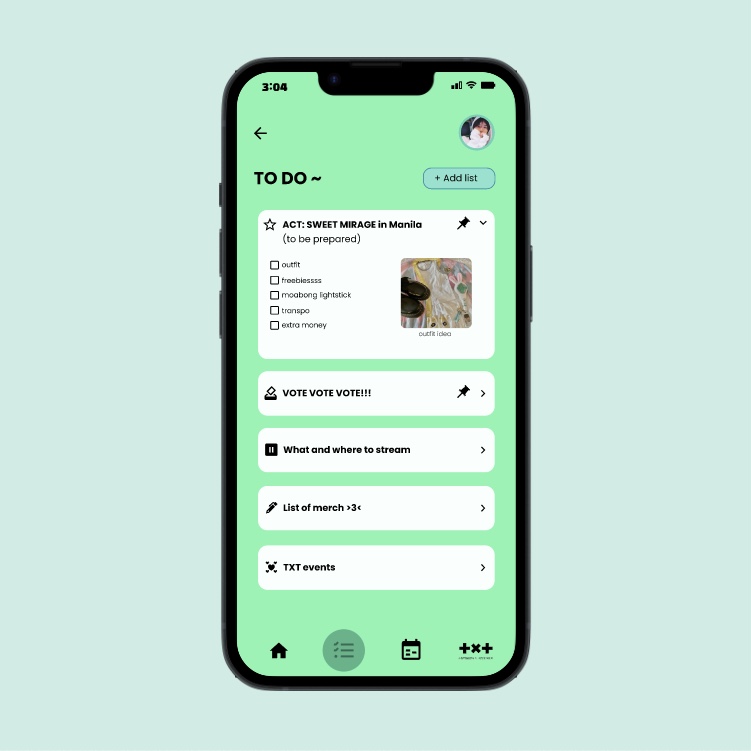 3:04
TO DO ~
+ Add list
ACT: SWEET MIRAGE in Manila
(to be prepared)
outfit
freebiessss
moabong lightstick
transpo
extra money
outfit idea
VOTE VOTE VOTE!!!
What and where to stream
List of merch >3<
TXT events